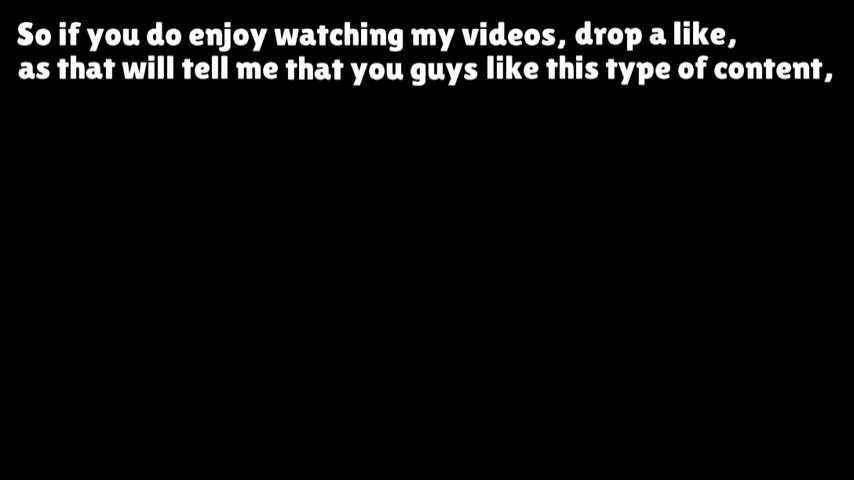 So if you do enjoy watching my videos, drop a like,
as that will tell me that you guys like this type of content,